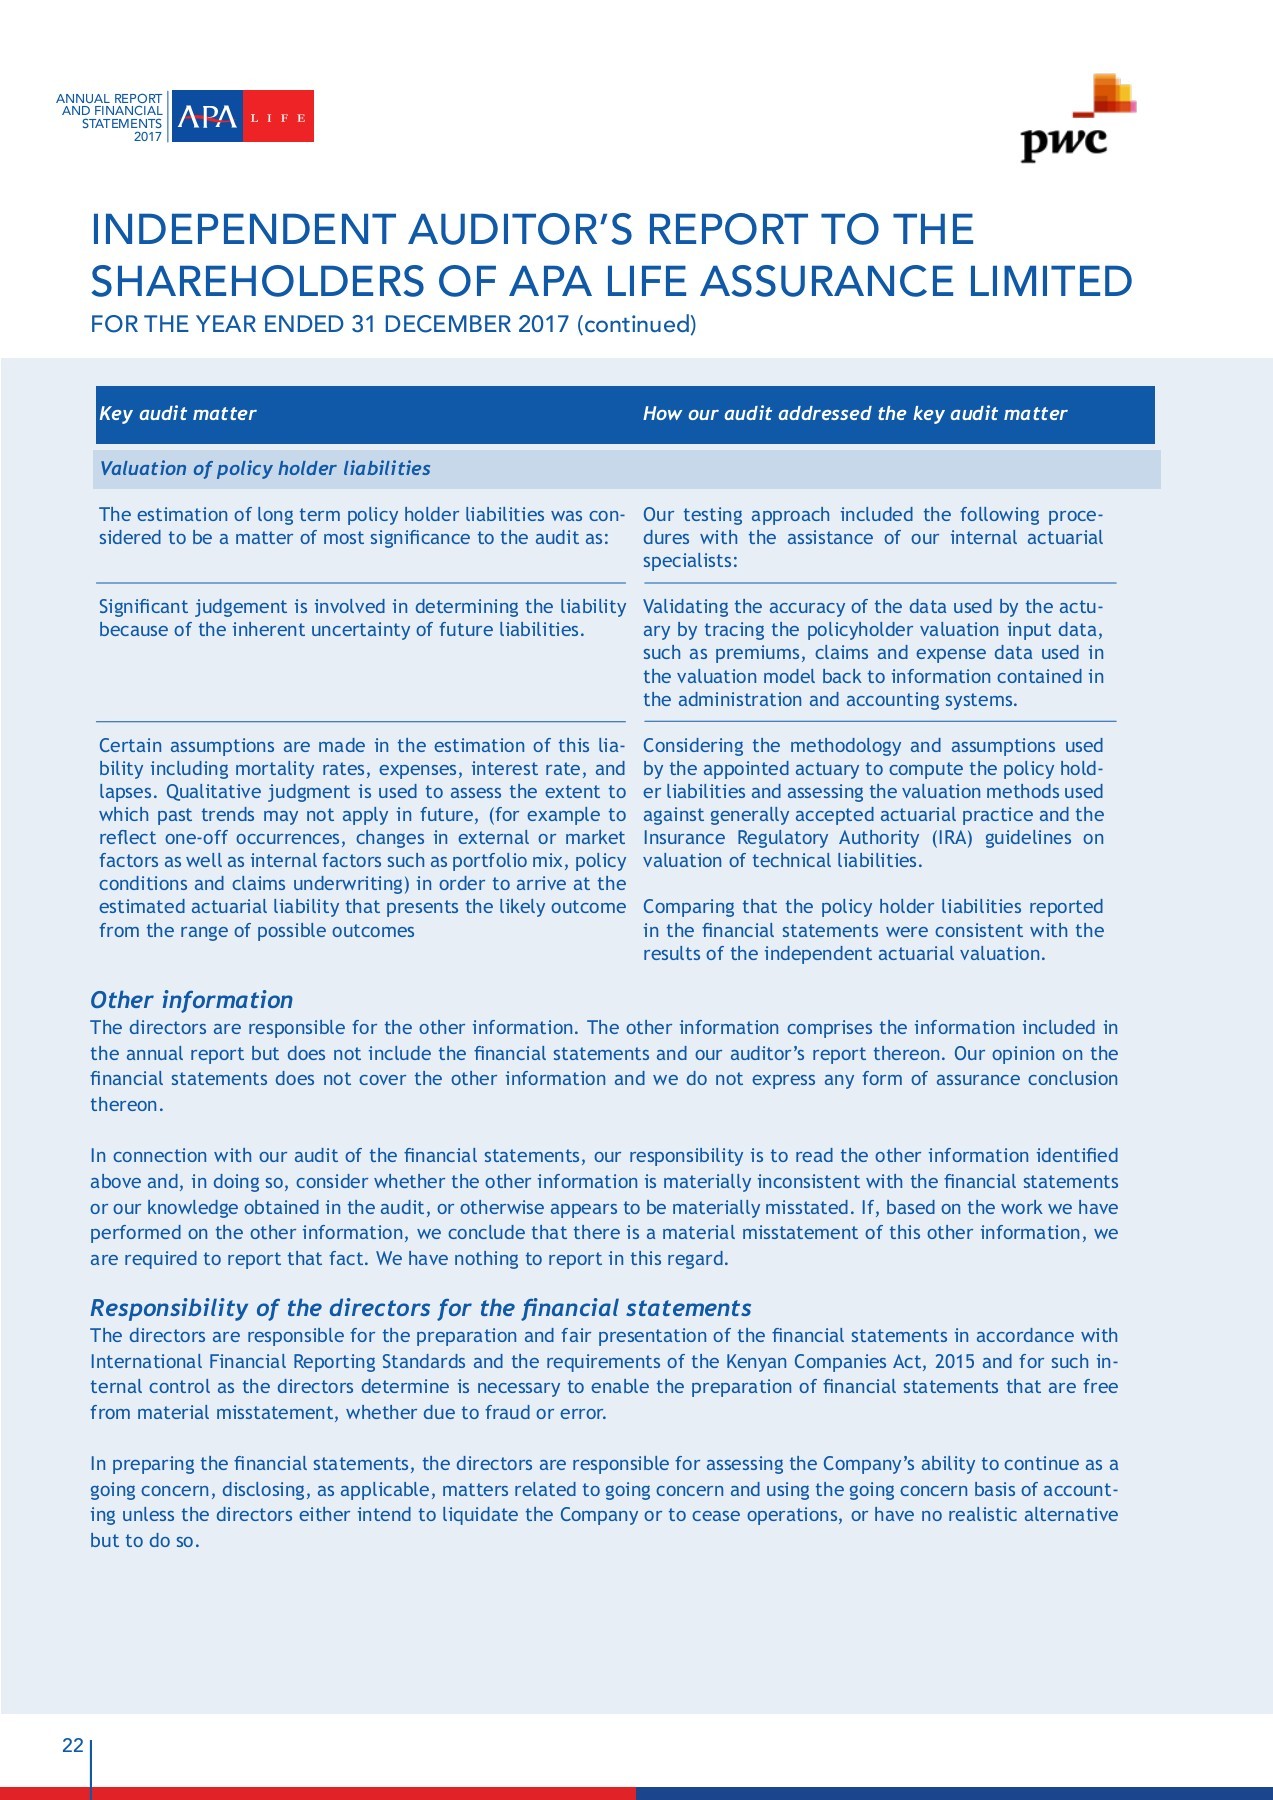 ANNUAL REPORT
AND FINANCIAL
STATEMENTS
2017
APA
LIFE
pwc
INDEPENDENT AUDITOR’S REPORT TO THE
SHAREHOLDERS OF APA LIFE ASSURANCE LIMITED
FOR THE YEAR ENDED 31 DECEMBER 2017 (continued)
Key audit matter
How our audit addressed the key audit matter
Valuation of policy holder liabilities
The estimation of long term policy holder liabilities was con-
sidered to be a matter of most significance to the audit as:
Our testing approach included the following proce-
dures with the assistance of our internal actuarial
specialists:
Significant judgement is involved in determining the liability
because of the inherent uncertainty of future liabilities.
Validating the accuracy of the data used by the actu-
ary by tracing the policyholder valuation input data,
such as premiums, claims and expense data used in
the valuation model back to information contained in
the administration and accounting systems.
Certain assumptions are made in the estimation of this lia-
bility including mortality rates, expenses, interest rate, and
lapses. Qualitative judgment is used to assess the extent to
which past trends may not apply in future, (for example to
reflect one-off occurrences, changes in external or market
factors as well as internal factors such as portfolio mix, policy
conditions and claims underwriting) in order to arrive at the
estimated actuarial liability that presents the likely outcome
from the range of possible outcomes
Considering the methodology and assumptions used
by the appointed actuary to compute the policy hold-
er liabilities and assessing the valuation methods used
against generally accepted actuarial practice and the
Insurance Regulatory Authority (IRA) guidelines on
valuation of technical liabilities.
Comparing that the policy holder liabilities reported
in the financial statements were consistent with the
results of the independent actuarial valuation.
Other information
The directors are responsible for the other information. The other information comprises the information included in
the annual report but does not include the financial statements and our auditor’s report thereon. Our opinion on the
financial statements does not cover the other information and we do not express any form of assurance conclusion
thereon.
In connection with our audit of the financial statements, our responsibility is to read the other information identified
above and, in doing so, consider whether the other information is materially inconsistent with the financial statements
or our knowledge obtained in the audit, or otherwise appears to be materially misstated. If, based on the work we have
performed on the other information, we conclude that there is a material misstatement of this other information, we
are required to report that fact. We have nothing to report in this regard.
Responsibility of the directors for the financial statements
The directors are responsible for the preparation and fair presentation of the financial statements in accordance with
International Financial Reporting Standards and the requirements of the Kenyan Companies Act, 2015 and for such in-
ternal control as the directors determine is necessary to enable the preparation of financial statements that are free
from material misstatement, whether due to fraud or error.
In preparing the financial statements, the directors are responsible for assessing the Company’s ability to continue as a
going concern, disclosing, as applicable, matters related to going concern and using the going concern basis of account-
ing unless the directors either intend to liquidate the Company or to cease operations, or have no realistic alternative
but to do so.
22